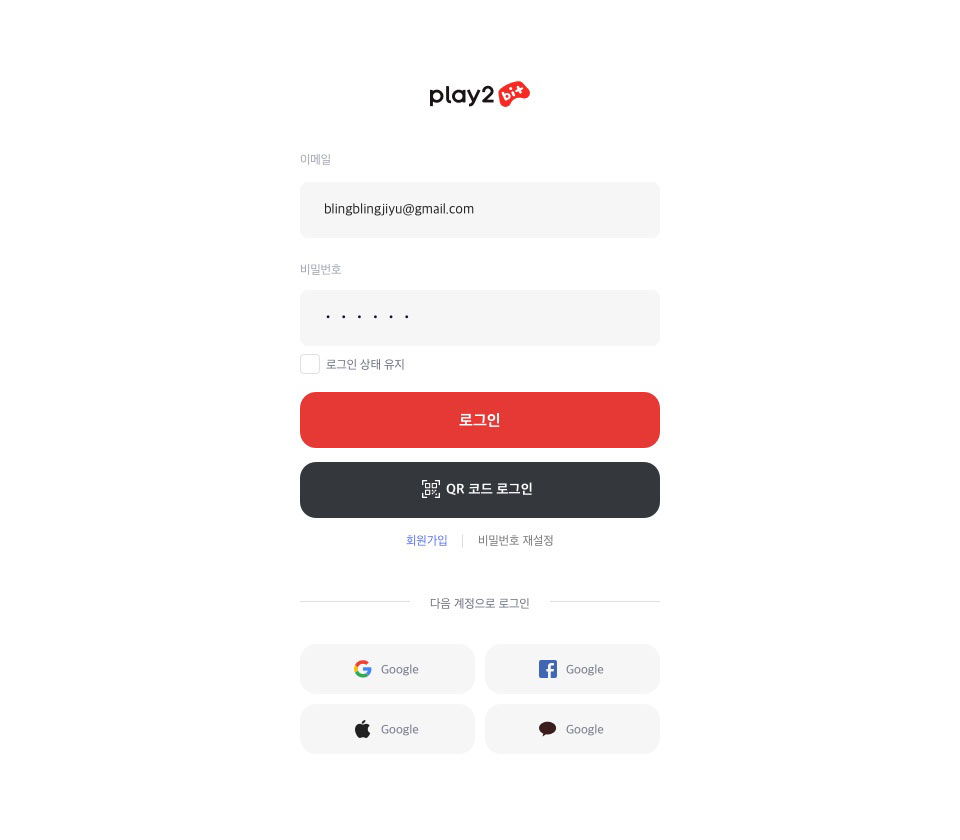 play2 bit
이메일
blingblingjiyu@gmail.com
비밀번호
로그인 상태 유지
로그인
QR 코드 로그인
회원가입 비밀번호 재설정
다음 계정으로 로그인
Google Google
Google Google